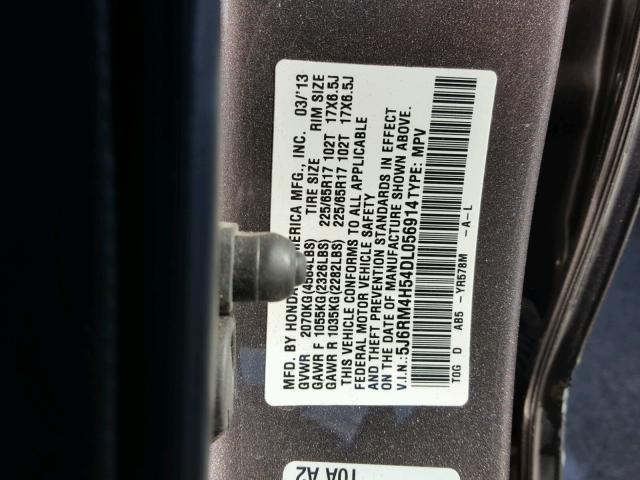 MFD. BY HONDA AMERICA MFG., INC. 03/'13
GVWR 2070KG(4564LBS) TIRE SIZE RIM SIZE
GAWR F 1055KG(2326LBS) 225/65R17 102T 17X6.5J
GAWR R 1035KG(2282LBS) 225/65R17 102T 17X6.5J
THIS VEHICLE CONFORMS TO ALL APPLICABLE
FEDERAL MOTOR VEHICLE SAFETY
AND THEFT PREVENTION STANDARDS IN EFFECT
ON THE DATE OF MANUFACTURE SHOWN ABOVE.
V.I.N.:5J6RM4H54DL056914 TYPE: MPV
TOG D AB5 -YR578M -A-L
T0A A2